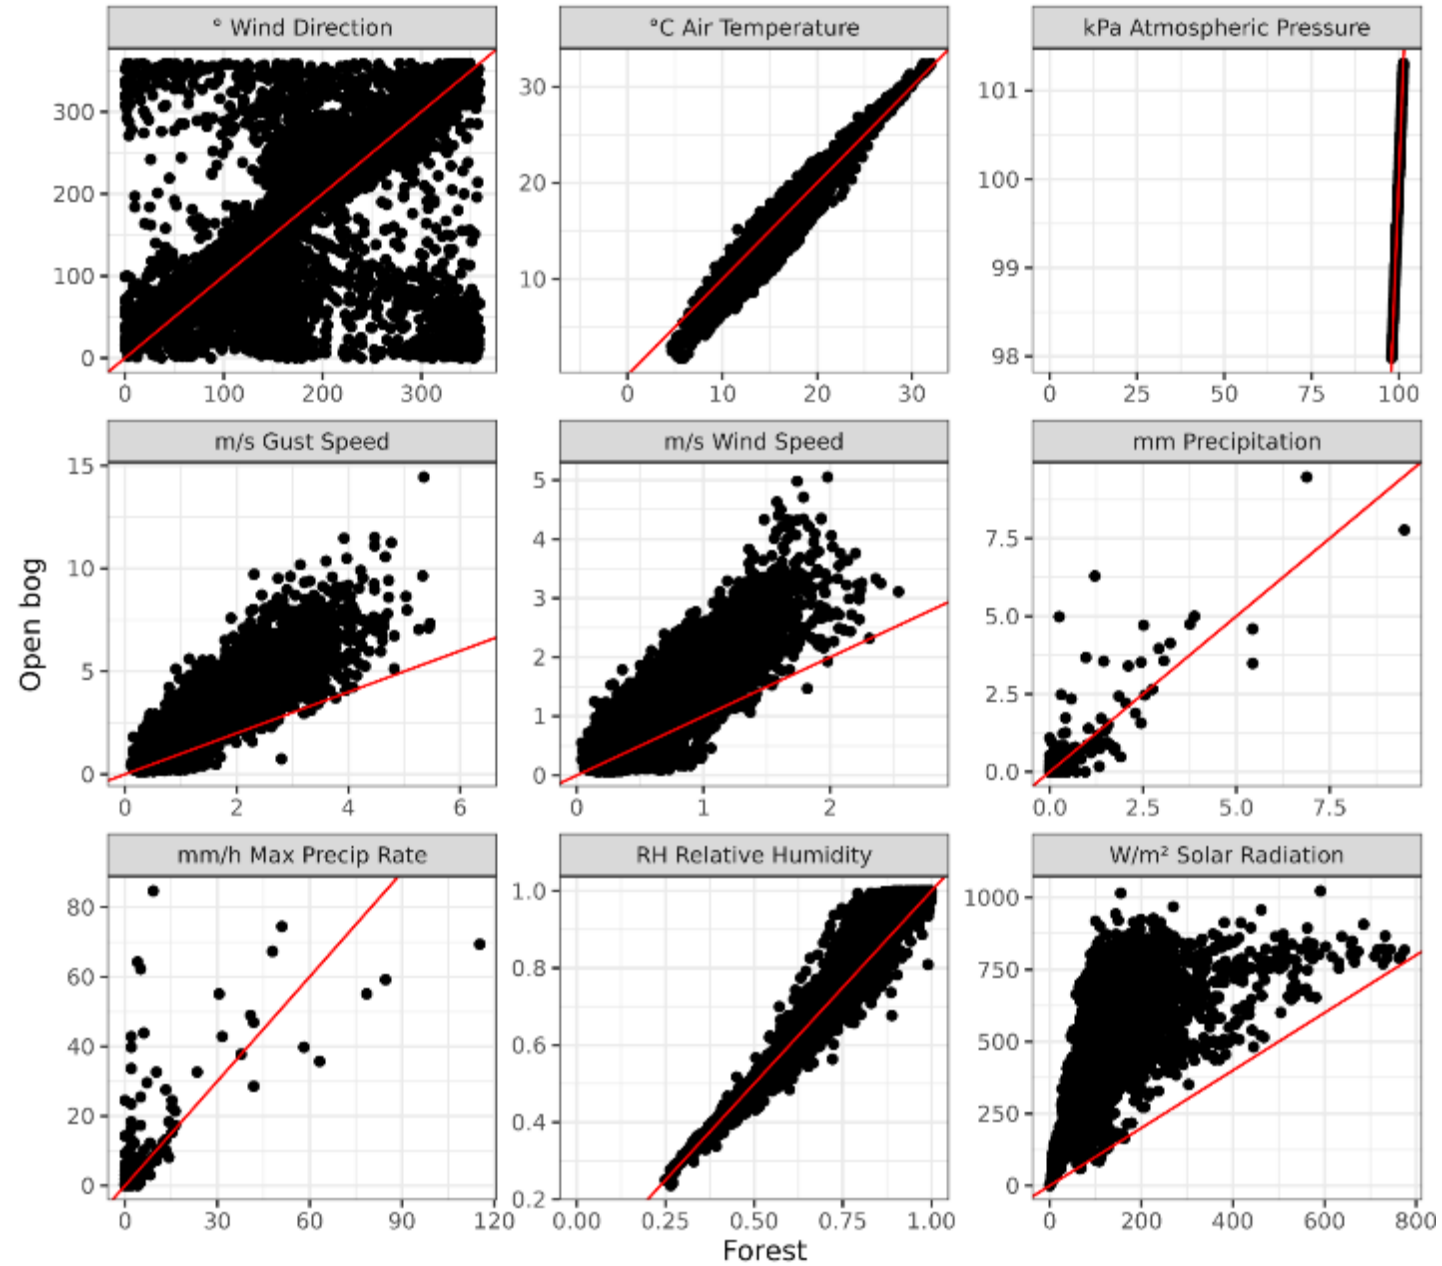 ° Wind Direction
°C Air Temperature
kPa Atmospheric Pressure
300
200
100
0
0 100 200 300
30
20
10
0 10 20 30
101
100
99
98
0 25 50 75 100
m/s Gust Speed
m/s Wind Speed
mm Precipitation
15
10
5
0
0 2 4 6
5
4
3
2
1
0
0 1 2
7.5
5.0
2.5
0.0
0.0 2.5 5.0 7.5
Open bog
mm/h Max Precip Rate
RH Relative Humidity
W/m² Solar Radiation
80
60
40
20
0
0 30 60 90 120
1.0
0.8
0.6
0.4
0.2
0.00 0.25 0.50 0.75 1.00
1000
750
500
250
0
0 200 400 600 800
Forest